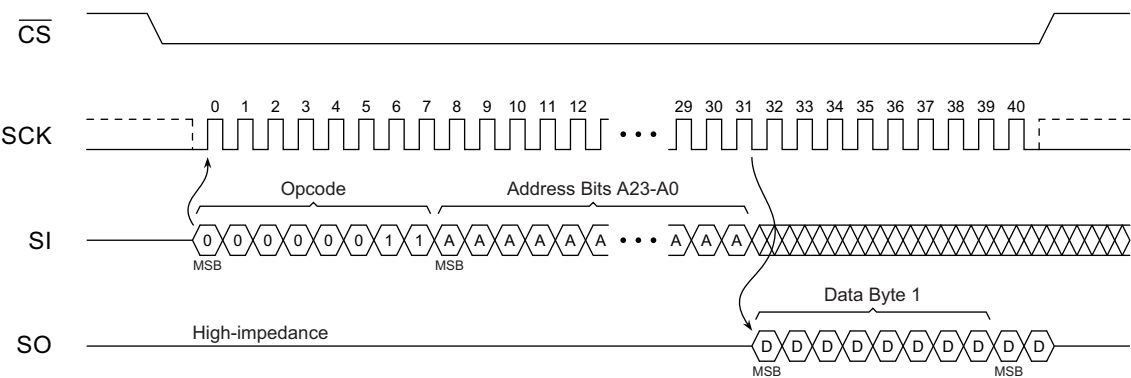 CS
0 1 2 3 4 5 6 7 8 9 10 11 12 29 30 31 32 33 34 35 36 37 38 39 40
SCK
Opcode Address Bits A23-A0
SI 0 0 0 0 0 0 1 1 A A A A A A A A A
MSB MSB
Data Byte 1
High-impedance
SO D D D D D D D D D D
MSB MSB